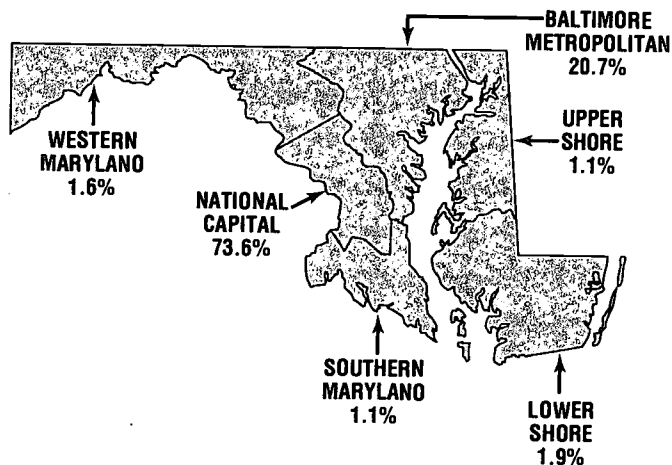 BALTIMORE
METROPOLITAN
20.7%
UPPER
SHORE
1.1%
WESTERN
MARYLANO
1.6%
NATIONAL
CAPITAL
73.6%
SOUTHERN
MARYLANO
1.1%
LOWER
SHORE
1.9%